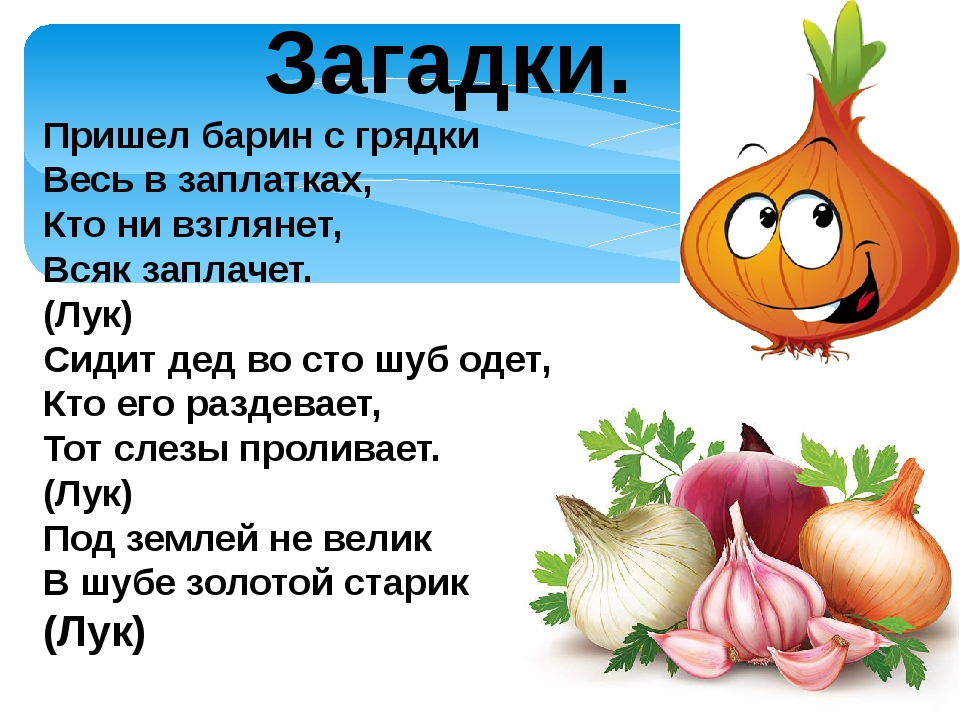 Загадки.
Пришел барин с грядки
Весь в заплатках,
Кто ни взглянет,
Всяк заплачет.
(Лук)
Сидит дед во сто шуб одет,
Кто его раздевает,
Тот слезы проливает.
(Лук)
Под землей не велик
В шубе золотой старик
(Лук)